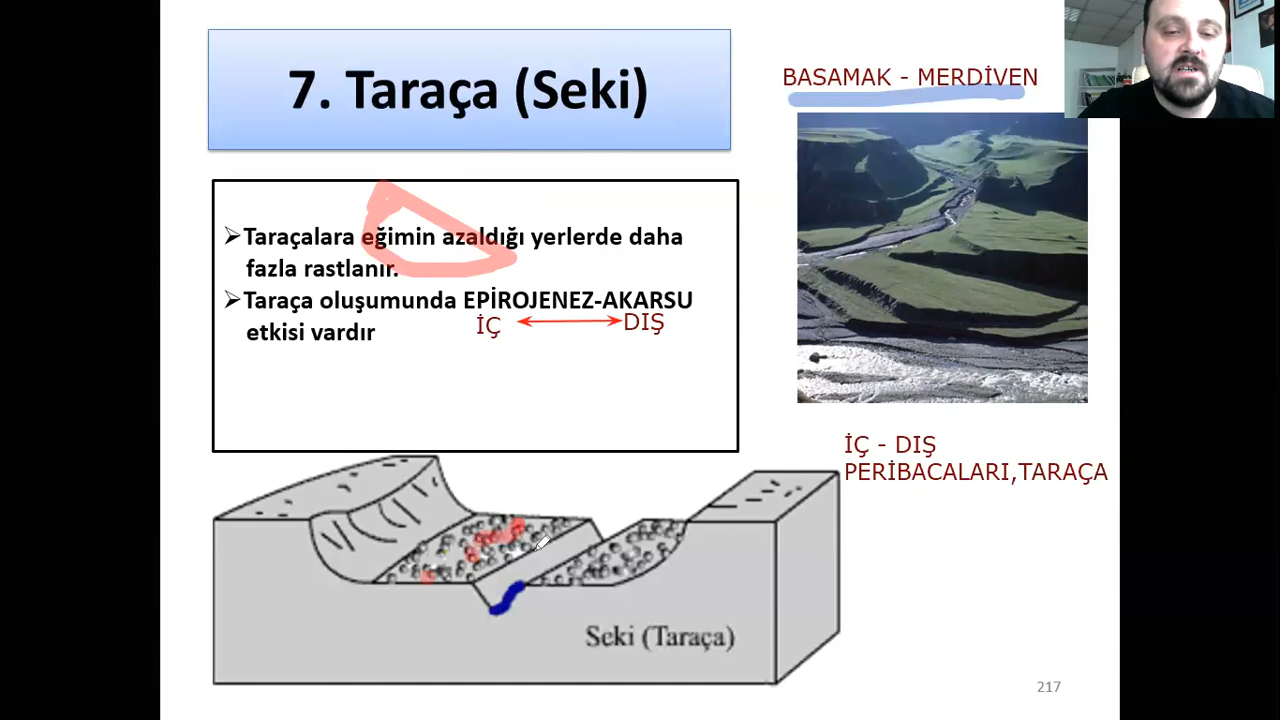 7. Taraça (Seki)
BASAMAK - MERDİVEN
➢Taraçalara eğimin azaldığı yerlerde daha
fazla rastlanır.
➢Taraça oluşumunda EPİROJENEZ-AKARSU
İÇ DIŞ
etkisi vardır
İÇ - DIŞ
PERİBACALARI,TARAÇA
Seki (Taraça)
217